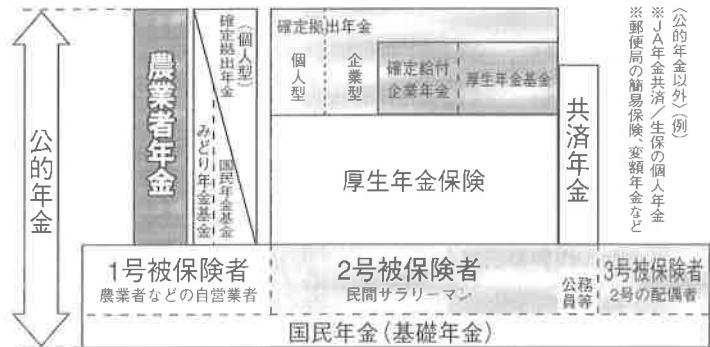 公的年金
農業者年金
確定拠出年金
(個人型)
みどり年金基金
国民年金基金
確定拠出年金
個人型
企業型
確定給付
企業年金
厚生年金基金
厚生年金保険
共済年金
〈公的年金以外〉(例)
※JA年金共済/生保の個人年金
※郵便局の簡易保険、変額年金など
1号被保険者
農業者などの自営業者
2号被保険者
民間サラリーマン
公務
員等
3号被保険者
2号の配偶者
国民年金(基礎年金)